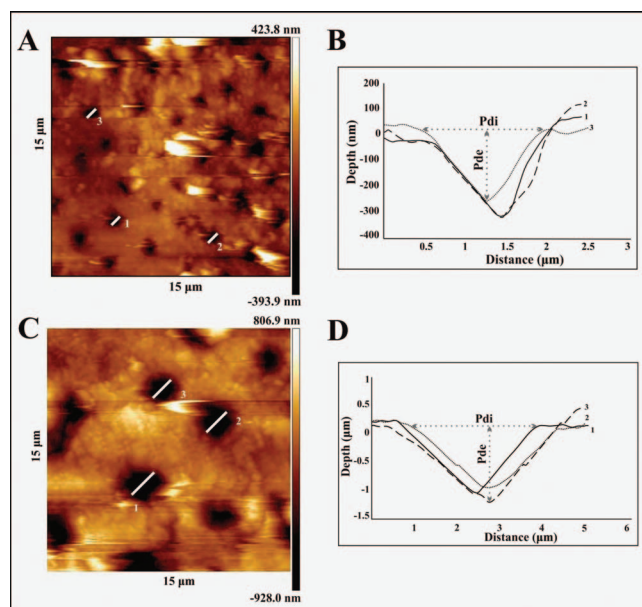 A
423.8 nm
15 µm
3
1
2
15 µm
-393.9 nm
B
200
100
0
-100
-200
-300
-400
Depth (nm)
Pdi
Pde
2
1
3
0.5
1
1.5
2
2.5
3
Distance (µm)
C
806.9 nm
15 µm
3
2
1
15 µm
-928.0 nm
D
1
0.5
0
-0.5
-1
-1.5
Depth (µm)
Pdi
Pde
3
2
1
1
2
3
4
5
6
Distance (µm)